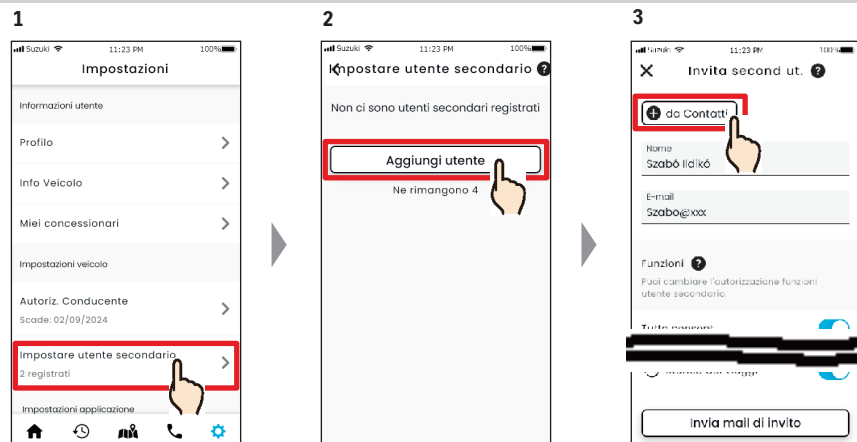 1
Suzuki 11:23 PM 100%
Impostazioni
Informazioni utente
Profilo
Info Veicolo
Miei concessionari
Impostazioni veicolo
Autoriz. Conducente
Scade: 02/09/2024
Impostare utente secondario
2 registrati
Impostazioni applicazione
2
Suzuki 11:23 PM 100%
Impostare utente secondario ?
Non ci sono utenti secondari registrati
Aggiungi utente
Ne rimangono 4
3
Suzuki 11:23 PM 100%
Invita second ut. ?
da Contatti
Nome
Szabó Ildikó
E-mail
Szabo@xxx
Funzioni ?
Puoi cambiare l'autorizzazione funzioni
utente secondario.
Invia mail di invito